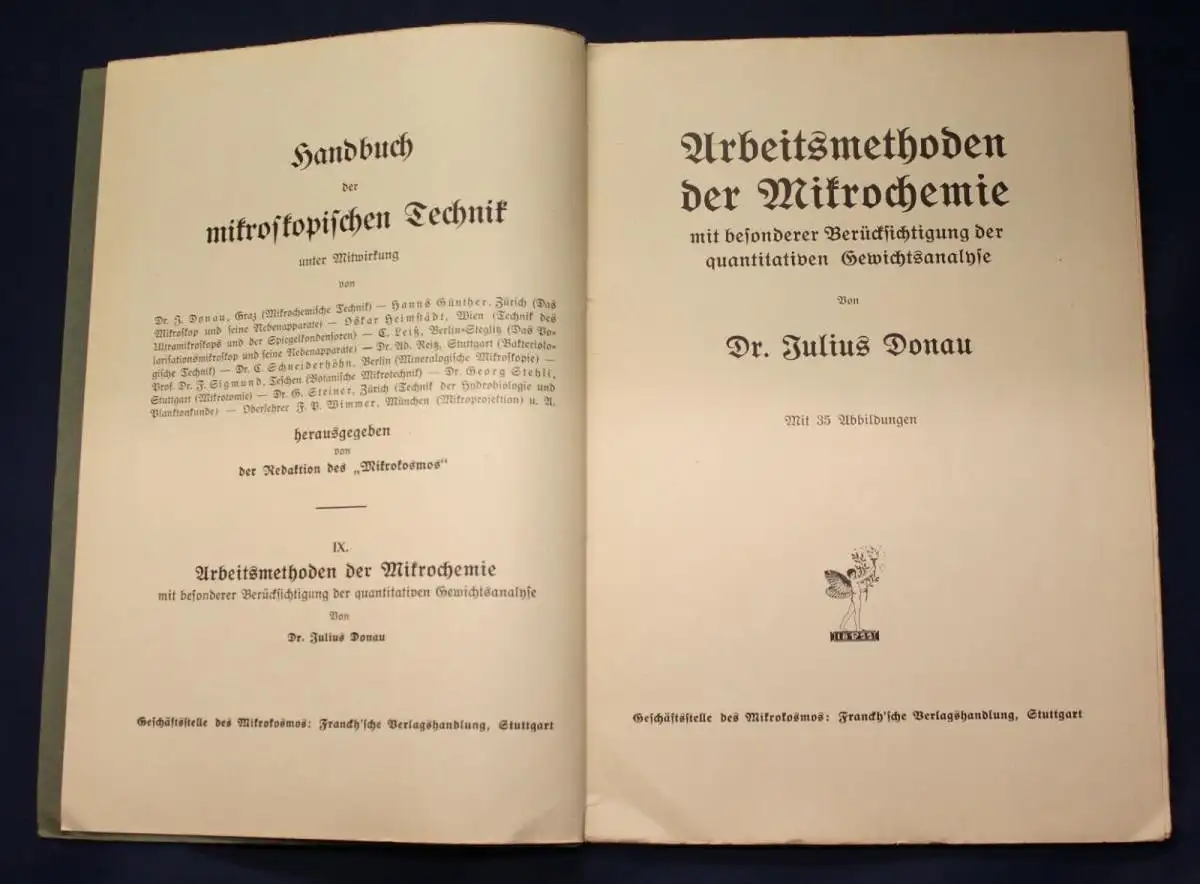 Handbuch
der
mikroſkopiſchen Technik
unter Mitwirkung
von
Dr. J. Donau, Graz (Mikrochemische Technik) — Hanns Günther, Zürich (Das
Mikroſkop und ſeine Nebenapparate) — Oskar Heimſtädt, Wien (Technik des
Ultramikroſkops und der Spiegelkondenſoren) — C. Leiß, Berlin-Steglitz (Das Po-
lariſationsmikroſkop und ſeine Nebenapparate) — Dr. Ad. Reitz, Stuttgart (Bakteriolo-
giſche Technik) — Dr. C. Schneiderhöhn, Berlin (Mineralogiſche Mikroſkopie) —
Prof. Dr. F. Sigmund, Teſchen (Botaniſche Mikrotechnik) — Dr. Georg Stehli,
Stuttgart (Mikrotomie) — Dr. G. Steiner, Zürich (Technik der Hydrobiologie und
Planktonkunde) — Oberlehrer F. P. Wimmer, München (Mikroprojektion) u. A.
herausgegeben
von
der Redaktion des „Mikrokosmos“
IX.
Arbeitsmethoden der Mikrochemie
mit beſonderer Berückſichtigung der quantitativen Gewichtsanalyſe
Von
Dr. Julius Donau
Geſchäftsſtelle des Mikrokosmos: Franckh'ſche Verlagshandlung, Stuttgart
Arbeitsmethoden
der Mikrochemie
mit beſonderer Berückſichtigung der
quantitativen Gewichtsanalyſe
Von
Dr. Julius Donau
Mit 35 Abbildungen
1822
Geſchäftsſtelle des Mikrokosmos: Franckh'ſche Verlagshandlung, Stuttgart